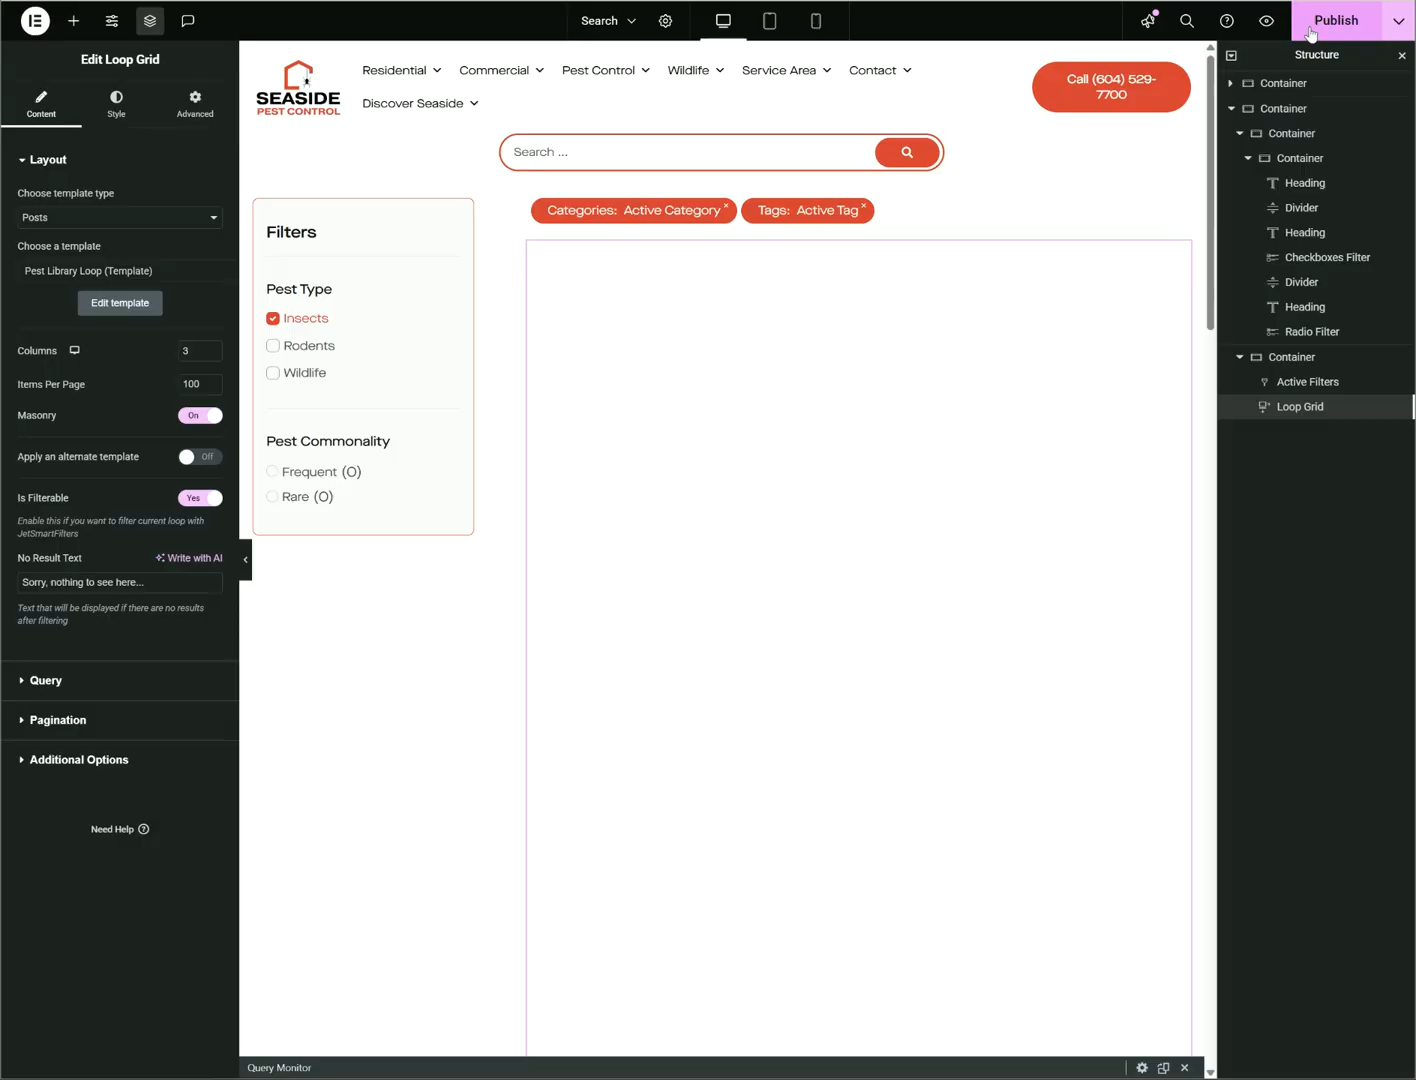 Search
Publish
Edit Loop Grid
Content
Style
Advanced
Layout
Choose template type
Posts
Choose a template
Pest Library Loop (Template)
Edit template
Columns
3
Items Per Page
100
Masonry
On
Apply an alternate template
Off
Is Filterable
Yes
Enable this if you want to filter current loop with
JetSmartFilters
No Result Text
Write with AI
Sorry, nothing to see here...
Text that will be displayed if there are no results
after filtering
Query
Pagination
Additional Options
Need Help
SEASIDE
PEST CONTROL
Residential
Commercial
Pest Control
Wildlife
Service Area
Contact
Discover Seaside
Call (604) 529-
7700
Search ...
Filters
Pest Type
Insects
Rodents
Wildlife
Pest Commonality
Frequent (0)
Rare (0)
Categories: Active Category ×
Tags: Active Tag ×
Query Monitor
Structure
Container
Container
Container
Container
Heading
Divider
Heading
Checkboxes Filter
Divider
Heading
Radio Filter
Container
Active Filters
Loop Grid